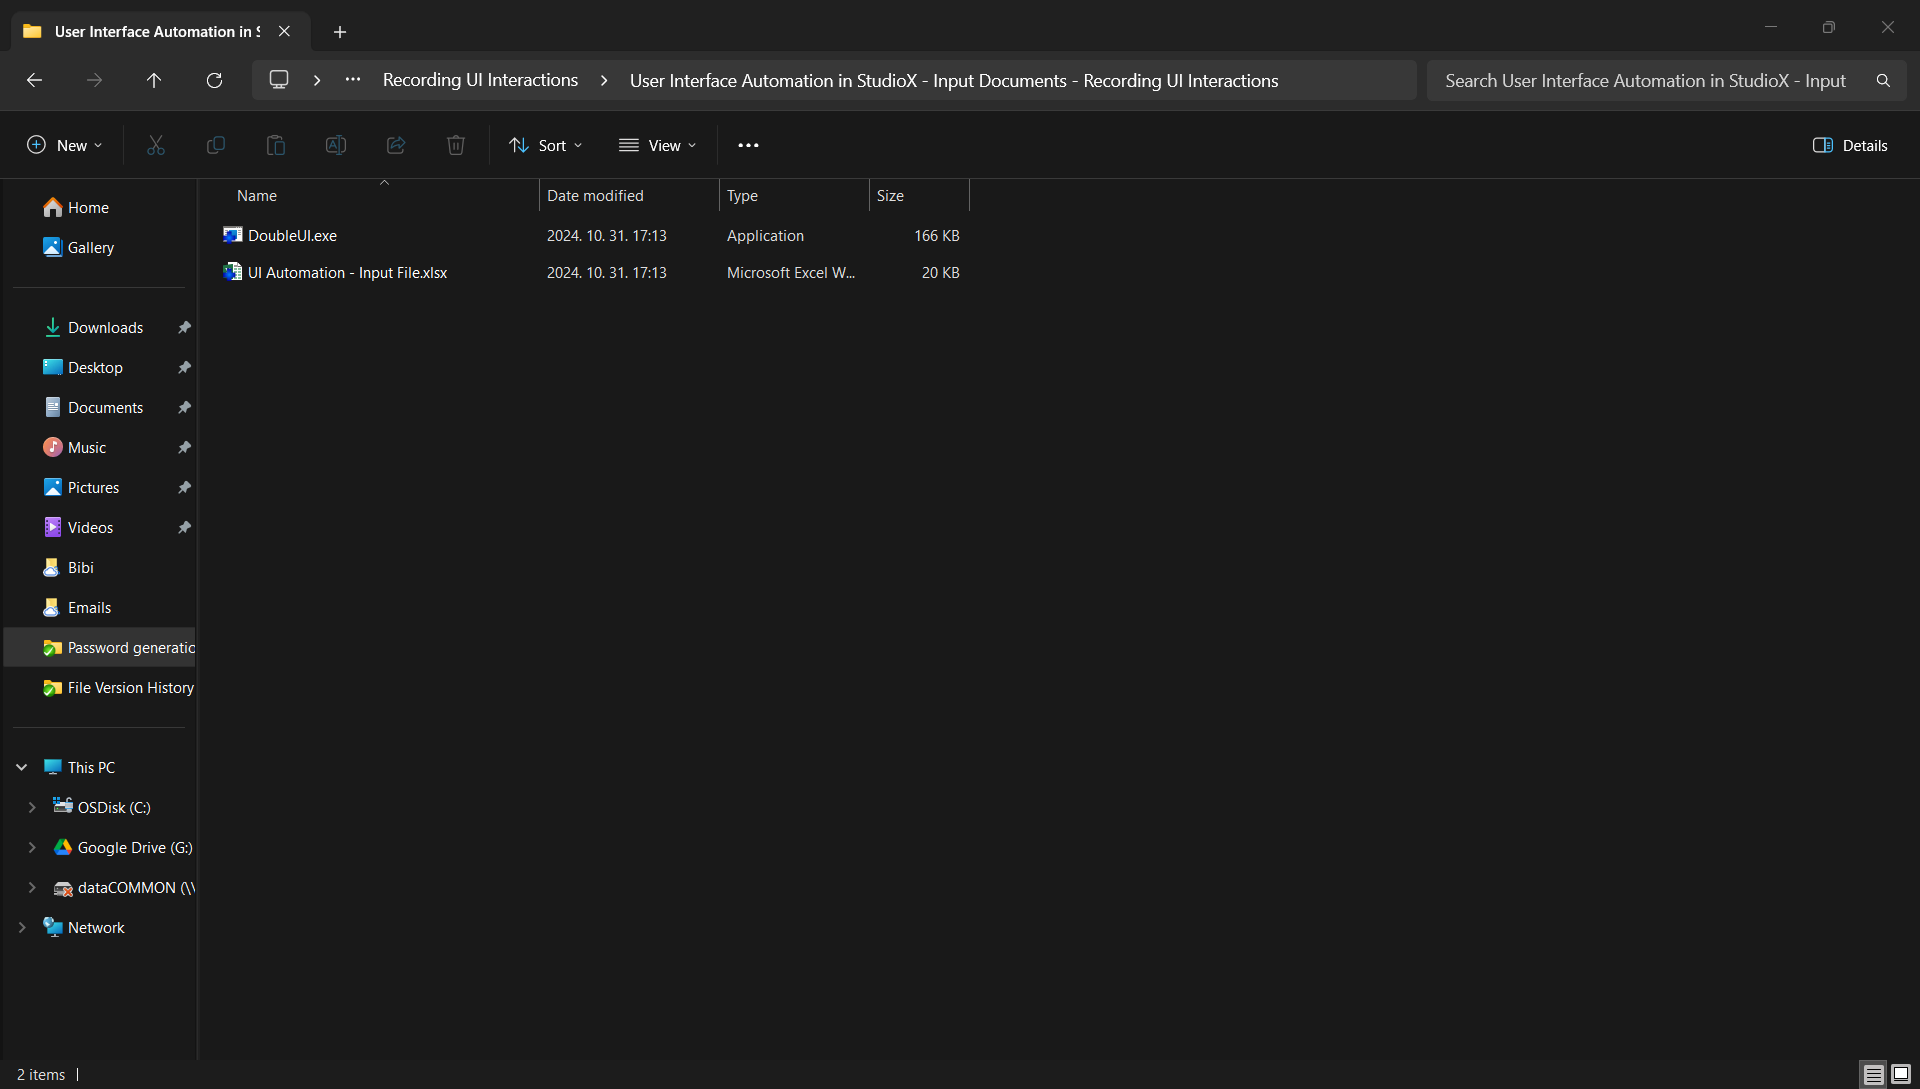 User Interface Automation in S
Recording UI Interactions
User Interface Automation in StudioX - Input Documents - Recording UI Interactions
Search User Interface Automation in StudioX - Input
New
Sort
View
Details
Name Date modified Type Size
DoubleUI.exe 2024. 10. 31. 17:13 Application 166 KB
UI Automation - Input File.xlsx 2024. 10. 31. 17:13 Microsoft Excel W... 20 KB
Home
Gallery
Downloads
Desktop
Documents
Music
Pictures
Videos
Bibi
Emails
Password generatio
File Version History
This PC
OSDisk (C:)
Google Drive (G:)
dataCOMMON (\\
Network
2 items